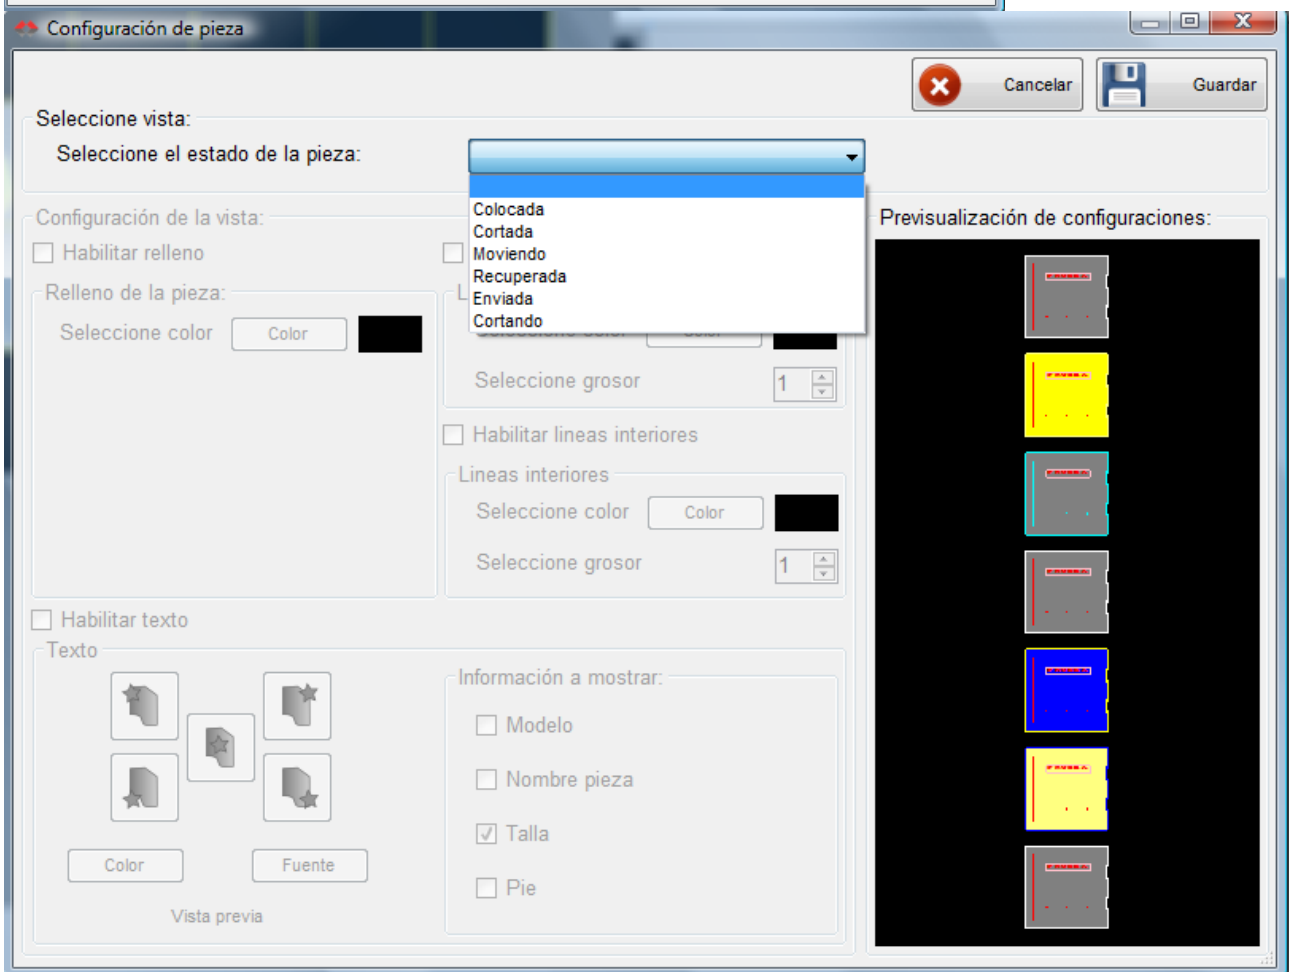 Configuración de pieza
Cancelar
Guardar
Seleccione vista:
Seleccione el estado de la pieza:
Colocada
Cortada
Moviendo
Recuperada
Enviada
Cortando
Configuración de la vista:
Habilitar relleno
Relleno de la pieza:
Seleccione color
Color
Seleccione grosor
1
Habilitar lineas interiores
Lineas interiores
Seleccione color
Color
Seleccione grosor
1
Habilitar texto
Texto
Color
Fuente
Vista previa
Información a mostrar:
Modelo
Nombre pieza
Talla
Pie
Previsualización de configuraciones: